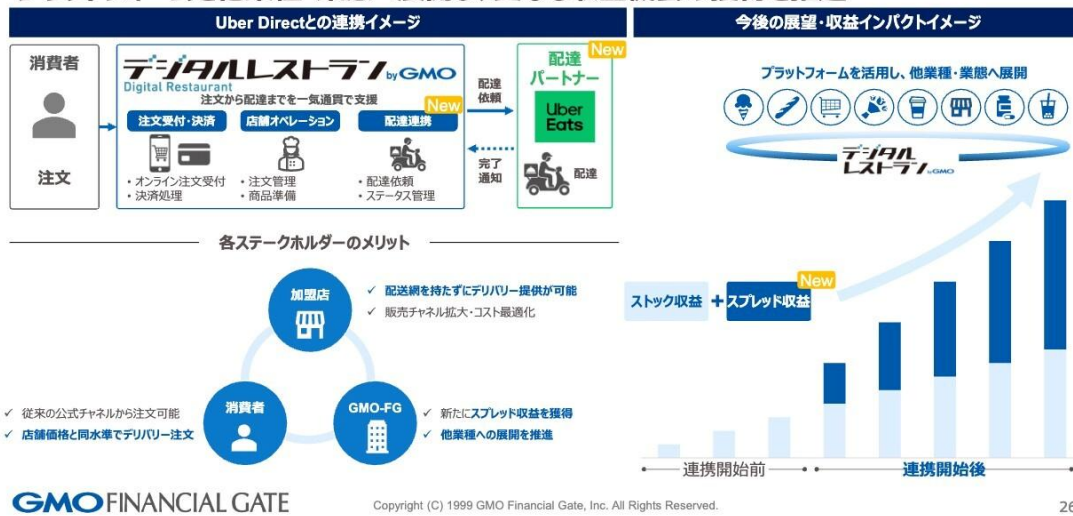 Uber Directとの連携イメージ
消費者
注文
デジタルレストラン by GMO
Digital Restaurant
注文から配達までを一気通貫で支援
New
注文受付・決済
店舗オペレーション
配達連携
・オンライン注文受付
・決済処理
・注文管理
・商品準備
・配達依頼
・ステータス管理
配達
依頼
完了
通知
New
配達
パートナー
Uber
Eats
配達
各ステークホルダーのメリット
加盟店
✓ 配送網を持たずにデリバリー提供が可能
✓ 販売チャネル拡大・コスト最適化
消費者
✓ 従来の公式チャネルから注文可能
✓ 店舗価格と同水準でデリバリー注文
GMO-FG
✓ 新たにスプレッド収益を獲得
✓ 他業種への展開を推進
今後の展望・収益インパクトイメージ
プラットフォームを活用し、他業種・業態へ展開
デジタル
レストラン by GMO
New
ストック収益 + スプレッド収益
連携開始前
連携開始後
GMO FINANCIAL GATE
Copyright (C) 1999 GMO Financial Gate, Inc. All Rights Reserved.
26